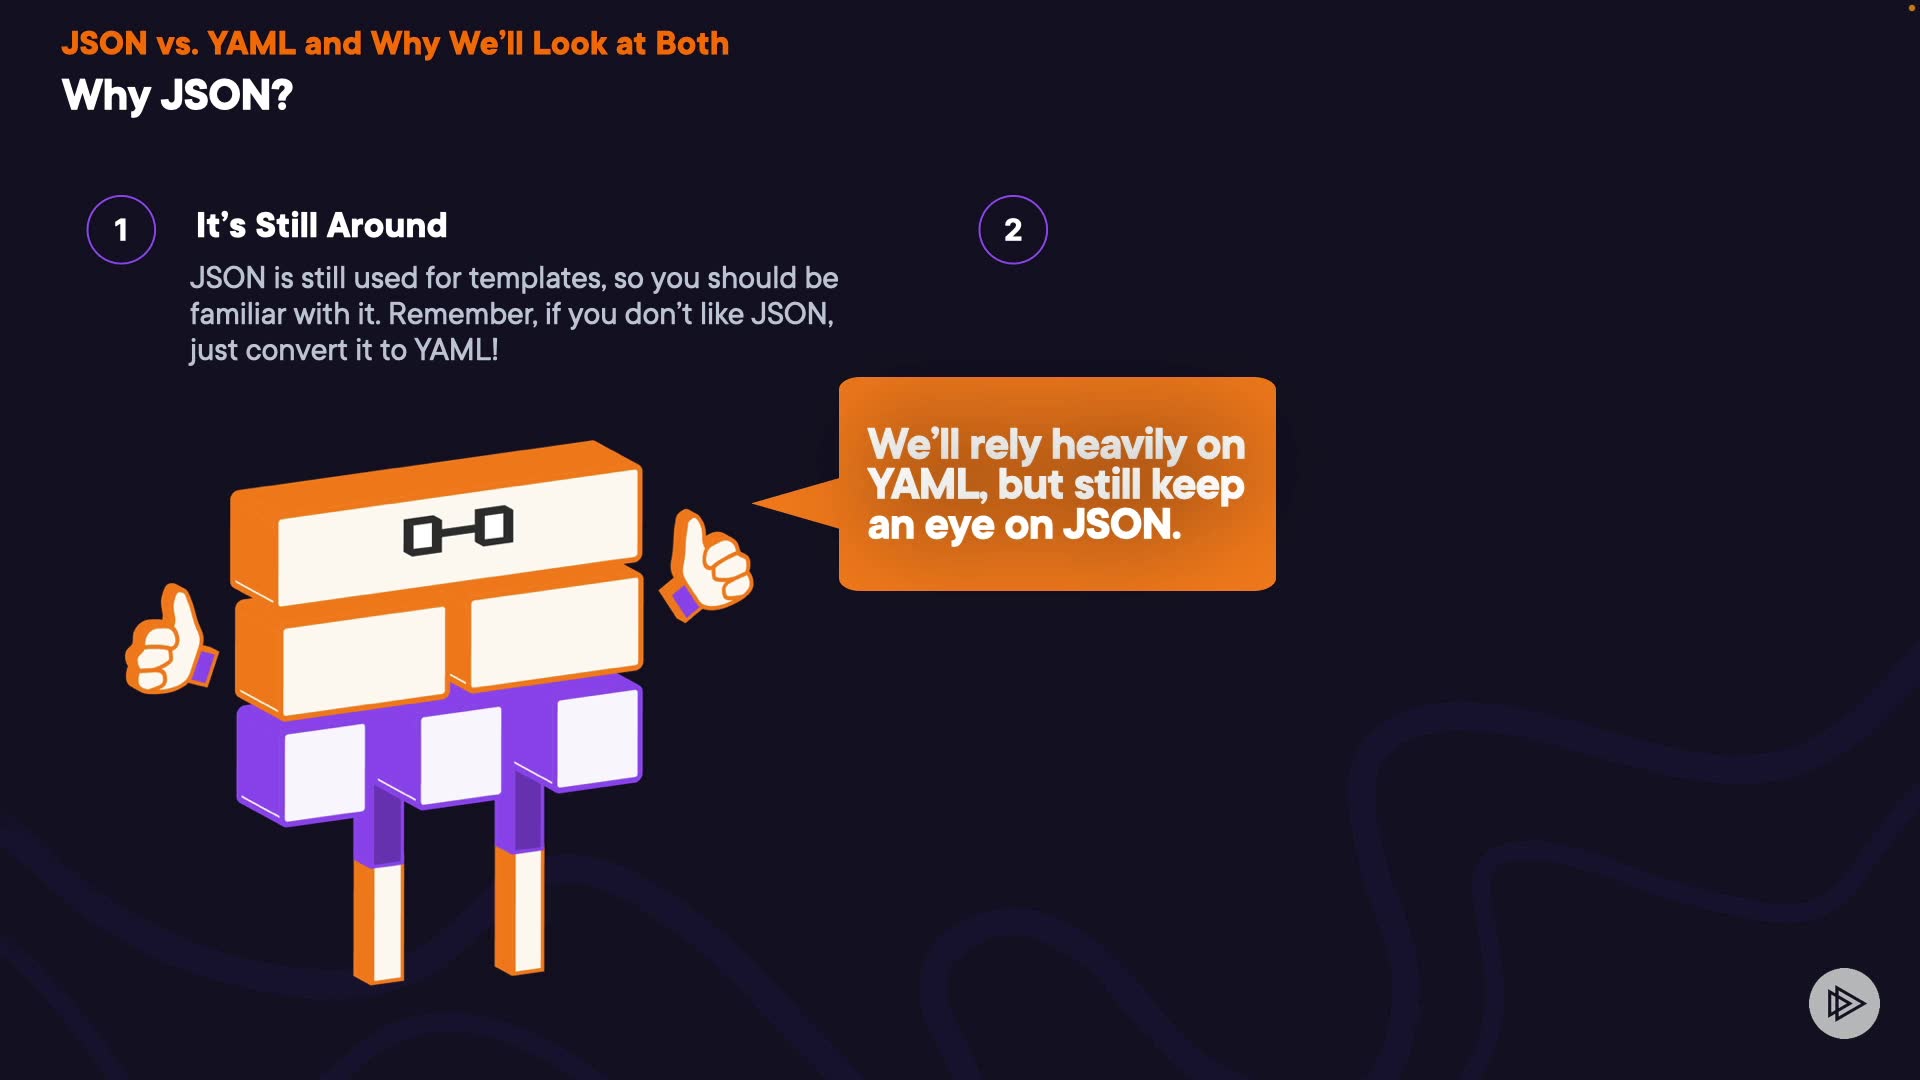 JSON vs. YAML and Why We’ll Look at Both
Why JSON?
1
It’s Still Around
JSON is still used for templates, so you should be
familiar with it. Remember, if you don’t like JSON,
just convert it to YAML!
2
We’ll rely heavily on
YAML, but still keep
an eye on JSON.